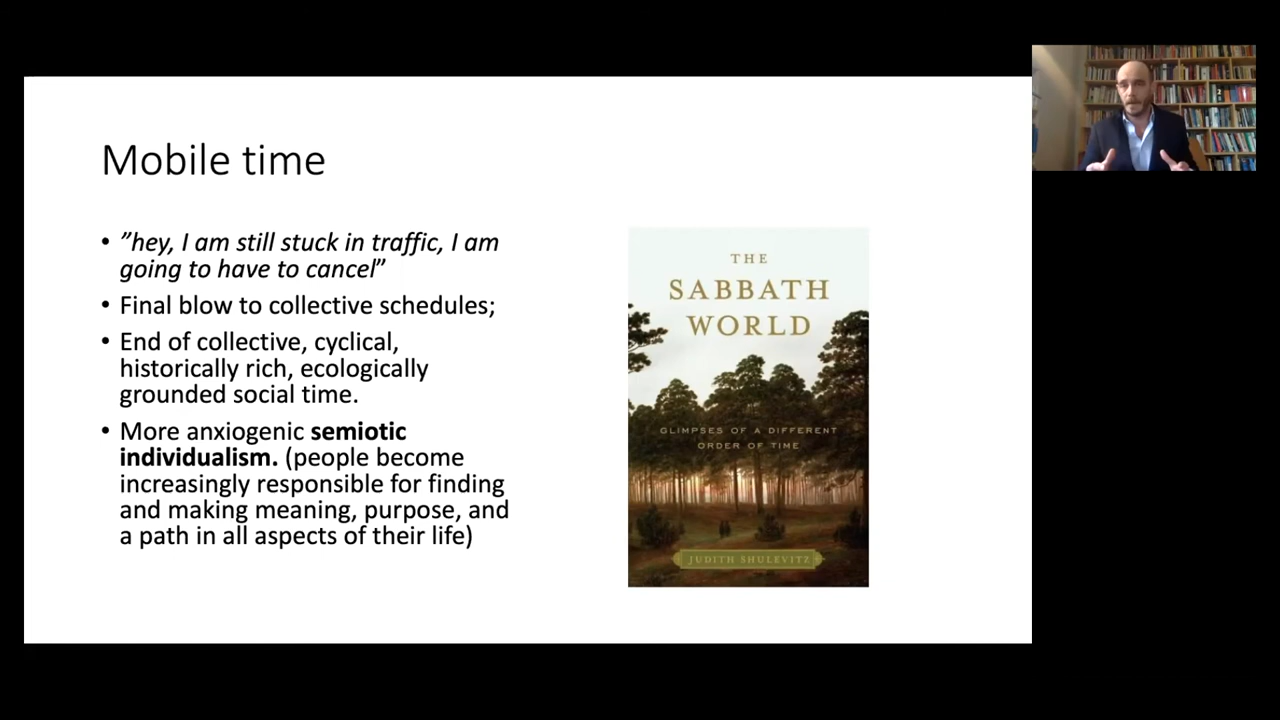 Mobile time
• ”hey, I am still stuck in traffic, I am
going to have to cancel”
• Final blow to collective schedules;
• End of collective, cyclical,
historically rich, ecologically
grounded social time.
• More anxiogenic semiotic
individualism. (people become
increasingly responsible for finding
and making meaning, purpose, and
a path in all aspects of their life)
THE
SABBATH
WORLD
GLIMPSES OF A DIFFERENT
ORDER OF TIME
JUDITH SHULEVITZ